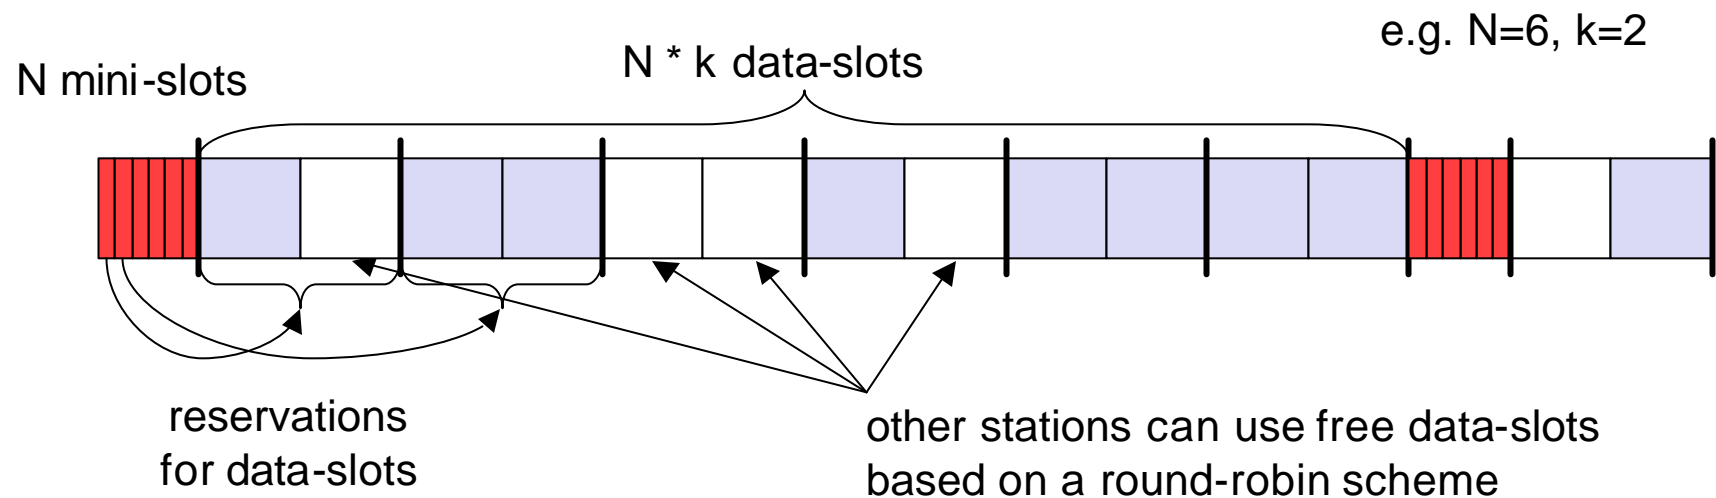 e.g. N=6, k=2
N mini-slots
N * k data-slots
reservations
for data-slots
other stations can use free data-slots
based on a round-robin scheme